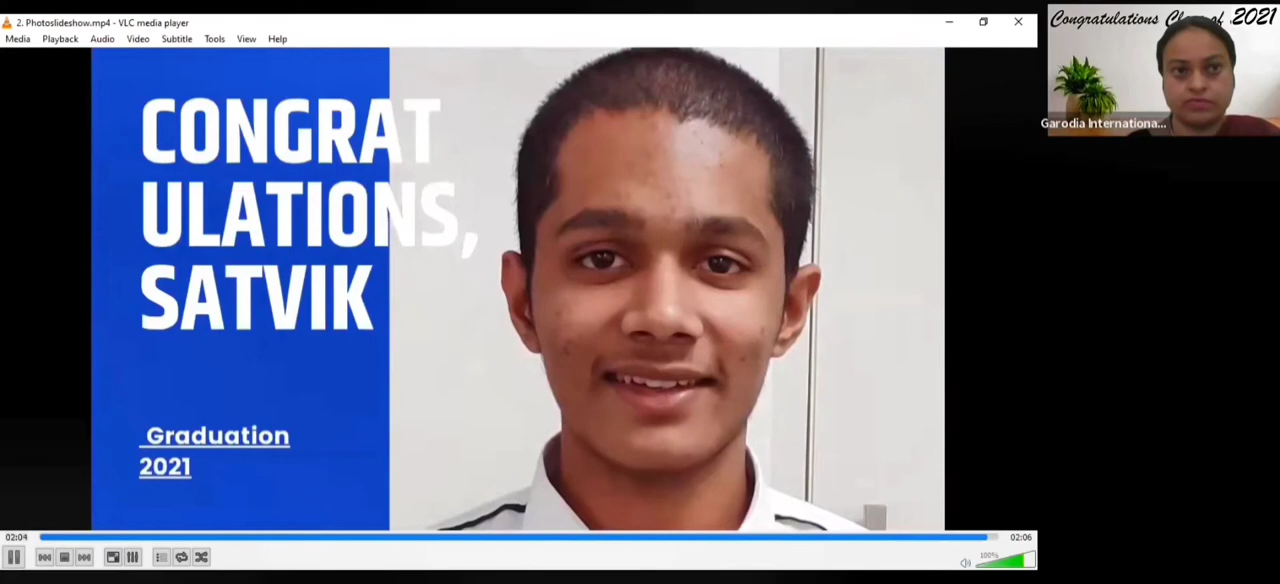 2. Photoslideshow.mp4 - VLC media player
Media Playback Audio Video Subtitle Tools View Help
CONGRAT
ULATIONS,
SATVIK
Graduation
2021
02:04
02:06
100%
Congratulations of 2021
Garodia Internationa...